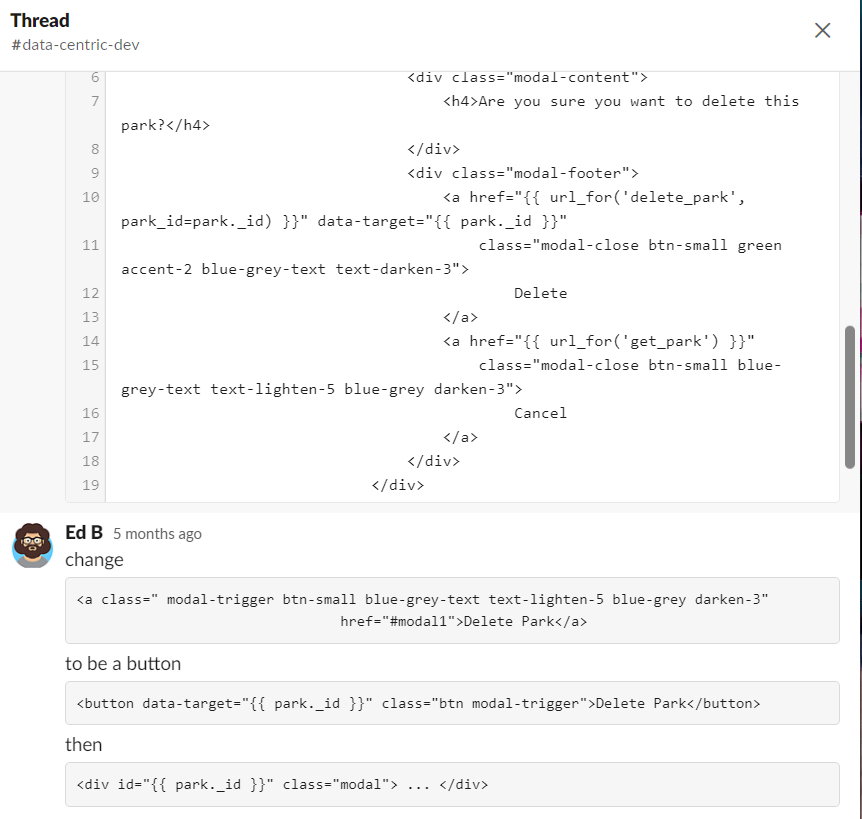 Thread
#data-centric-dev
6 <div class="modal-content">
7 <h4>Are you sure you want to delete this
park?</h4>
8 </div>
9 <div class="modal-footer">
10 <a href="{{ url_for('delete_park',
park_id=park._id) }}" data-target="{{ park._id }}"
11 class="modal-close btn-small green
accent-2 blue-grey-text text-darken-3">
12 Delete
13 </a>
14 <a href="{{ url_for('get_park') }}"
15 class="modal-close btn-small blue-
grey-text text-lighten-5 blue-grey darken-3">
16 Cancel
17 </a>
18 </div>
19 </div>
Ed B 5 months ago
change
<a class=" modal-trigger btn-small blue-grey-text text-lighten-5 blue-grey darken-3"
href="#modal1">Delete Park</a>
to be a button
<button data-target="{{ park._id }}" class="btn modal-trigger">Delete Park</button>
then
<div id="{{ park._id }}" class="modal"> ... </div>